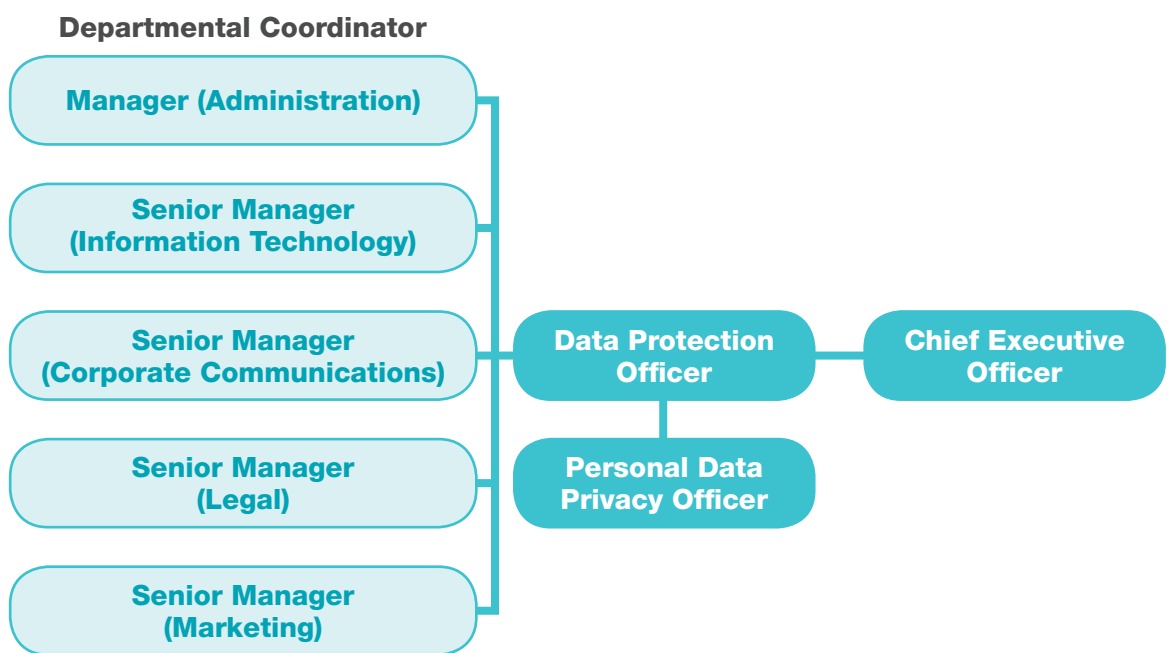 Departmental Coordinator
Manager (Administration)
Senior Manager
(Information Technology)
Senior Manager
(Corporate Communications)
Senior Manager
(Legal)
Senior Manager
(Marketing)
Data Protection
Officer
Personal Data
Privacy Officer
Chief Executive
Officer